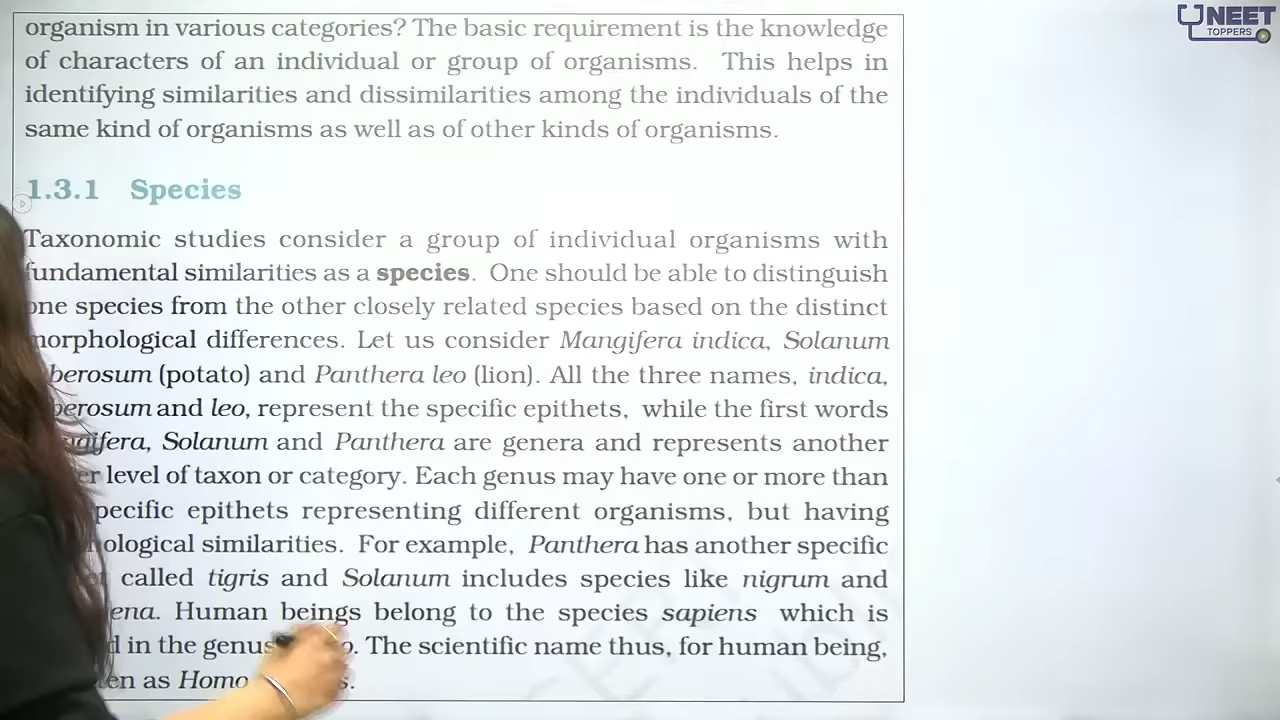 organism in various categories? The basic requirement is the knowledge
of characters of an individual or group of organisms. This helps in
identifying similarities and dissimilarities among the individuals of the
same kind of organisms as well as of other kinds of organisms.
1.3.1 Species
Taxonomic studies consider a group of individual organisms with
fundamental similarities as a species. One should be able to distinguish
one species from the other closely related species based on the distinct
morphological differences. Let us consider Mangifera indica, Solanum
berosum (potato) and Panthera leo (lion). All the three names, indica,
berosum and leo, represent the specific epithets, while the first words
gifera, Solanum and Panthera are genera and represents another
er level of taxon or category. Each genus may have one or more than
pecific epithets representing different organisms, but having
ological similarities. For example, Panthera has another specific
called tigris and Solanum includes species like nigrum and
ena. Human beings belong to the species sapiens which is
d in the genus o. The scientific name thus, for human being,
en as Homo s.
NEET
TOPPERS